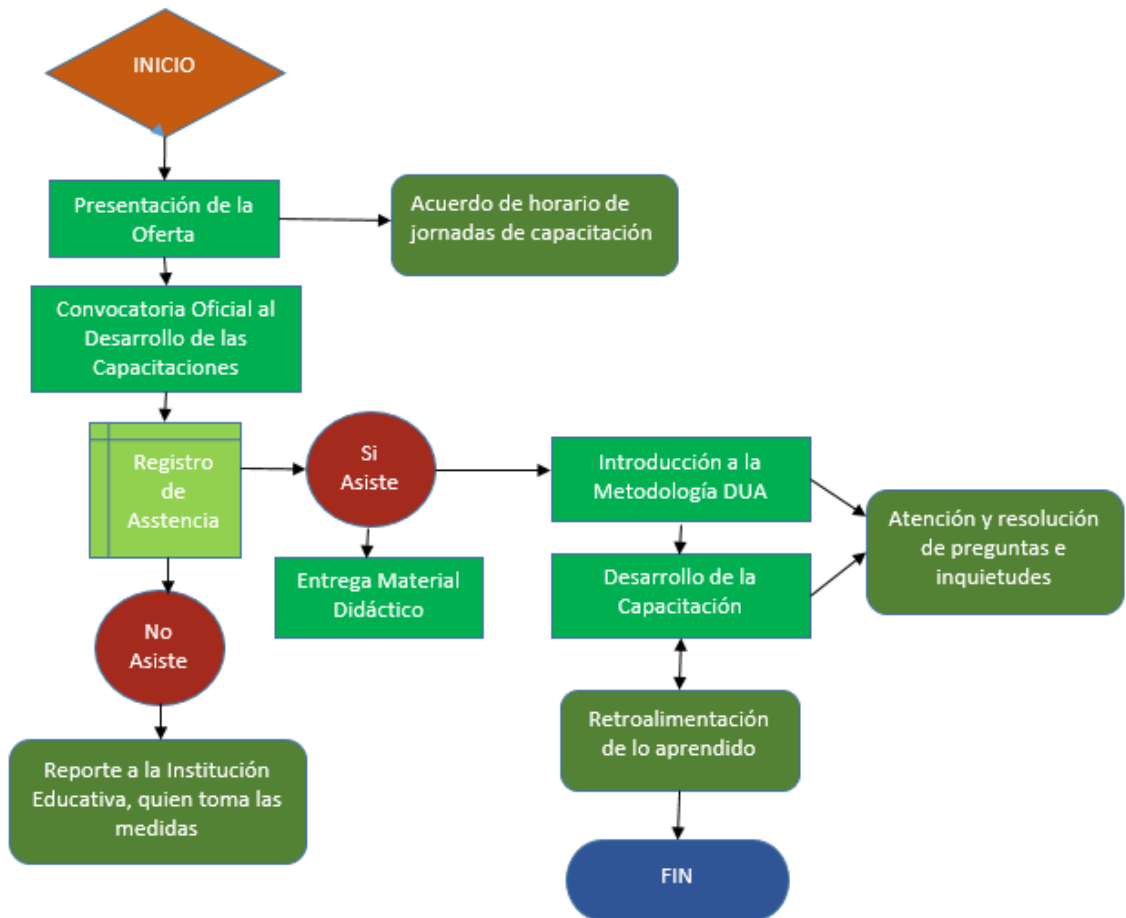 INICIO
Presentación de la
Oferta
Acuerdo de horario de
jornadas de capacitación
Convocatoria Oficial al
Desarrollo de las
Capacitaciones
Registro
de
Asstencia
Si
Asiste
Introducción a la
Metodología DUA
Atención y resolución
de preguntas e
inquietudes
Entrega Material
Didáctico
Desarrollo de la
Capacitación
No
Asiste
Retroalimentación
de lo aprendido
Reporte a la Institución
Educativa, quien toma las
medidas
FIN